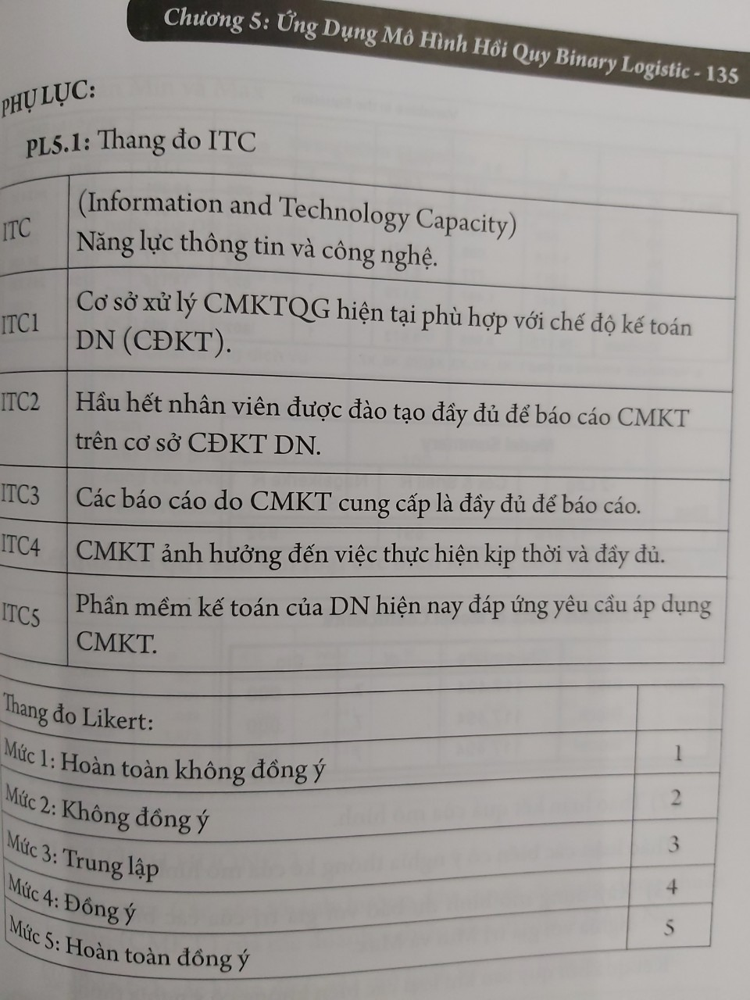 Chương 5: Ứng Dụng Mô Hình Hồi Quy Binary Logistic - 135
PHỤ LỤC:
PL5.1: Thang đo ITC
ITC
(Information and Technology Capacity)
Năng lực thông tin và công nghệ.
ITC1
Cơ sở xử lý CMKTQG hiện tại phù hợp với chế độ kế toán
DN (CĐKT).
ITC2
Hầu hết nhân viên được đào tạo đầy đủ để báo cáo CMKT
trên cơ sở CĐKT DN.
ITC3
Các báo cáo do CMKT cung cấp là đầy đủ để báo cáo.
ITC4
CMKT ảnh hưởng đến việc thực hiện kịp thời và đầy đủ.
ITC5
Phần mềm kế toán của DN hiện nay đáp ứng yêu cầu áp dụng
CMKT.
Thang đo Likert:
Mức 1: Hoàn toàn không đồng ý 1
Mức 2: Không đồng ý 2
Mức 3: Trung lập 3
Mức 4: Đồng ý 4
Mức 5: Hoàn toàn đồng ý 5